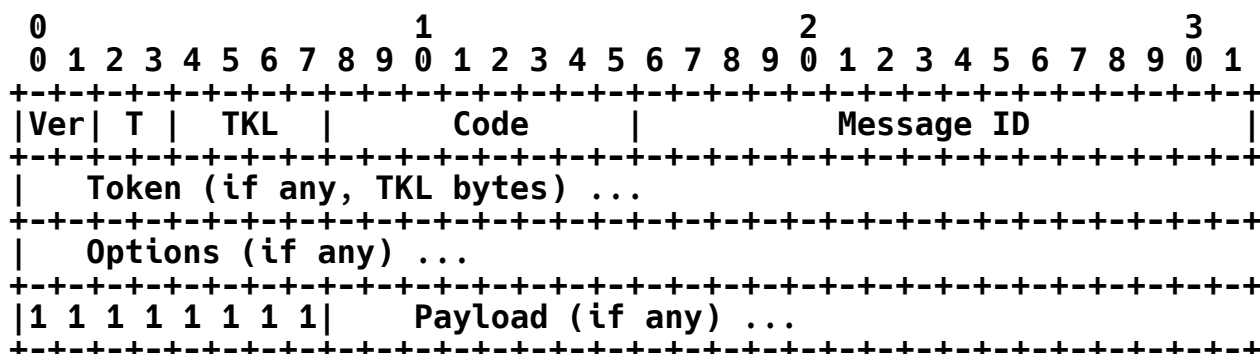 0                   1                   2                   3
 0 1 2 3 4 5 6 7 8 9 0 1 2 3 4 5 6 7 8 9 0 1 2 3 4 5 6 7 8 9 0 1
+-+-+-+-+-+-+-+-+-+-+-+-+-+-+-+-+-+-+-+-+-+-+-+-+-+-+-+-+-+-+-+-+
|Ver| T |  TKL  |      Code     |          Message ID           |
+-+-+-+-+-+-+-+-+-+-+-+-+-+-+-+-+-+-+-+-+-+-+-+-+-+-+-+-+-+-+-+-+
|   Token (if any, TKL bytes) ...
+-+-+-+-+-+-+-+-+-+-+-+-+-+-+-+-+-+-+-+-+-+-+-+-+-+-+-+-+-+-+-+-+
|   Options (if any) ...
+-+-+-+-+-+-+-+-+-+-+-+-+-+-+-+-+-+-+-+-+-+-+-+-+-+-+-+-+-+-+-+-+
|1 1 1 1 1 1 1 1|    Payload (if any) ...
+-+-+-+-+-+-+-+-+-+-+-+-+-+-+-+-+-+-+-+-+-+-+-+-+-+-+-+-+-+-+-+-+